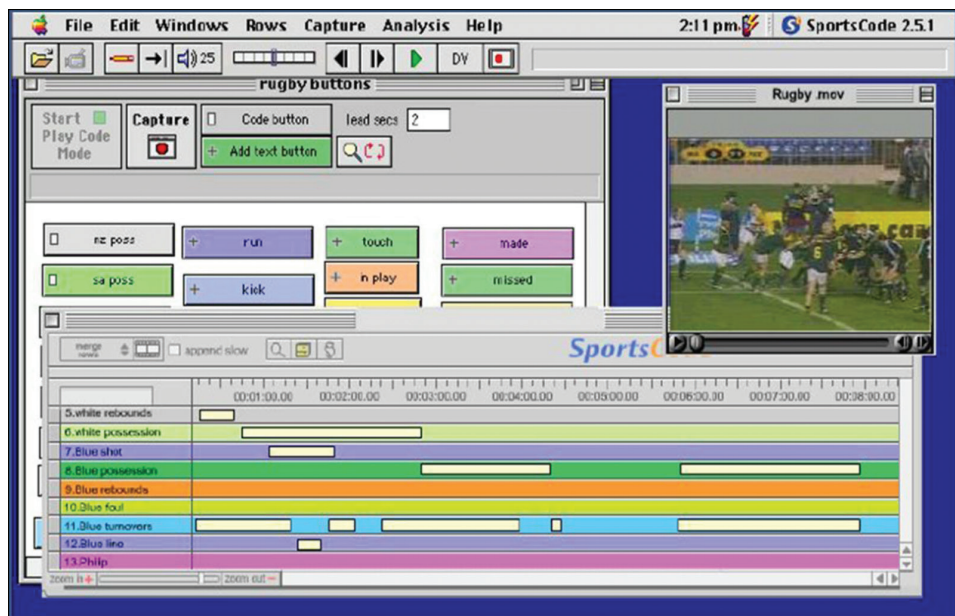 File Edit Windows Rows Capture Analysis Help 2:11 pm SportsCode 2.5.1
25 DV
rugby buttons
Rugby .mov
Start
Play Code
Mode
Capture
Code button
lead secs 2
+ Add text button
nz poss
+ run
+ touch
+ made
sa poss
+ kick
+ in play
+ missed
merge
rows
append slow
00:01:00.00 00:02:00.00 00:03:00.00 00:04:00.00 00:05:00.00 00:06:00.00 00:07:00.00 00:08:00.00
5.white rebounds
6.white possession
7.Blue shot
8.Blue possession
9.Blue rebounds
10.Blue foul
11.Blue turnovers
12.Blue line
13.Philip
zoom in + zoom out -